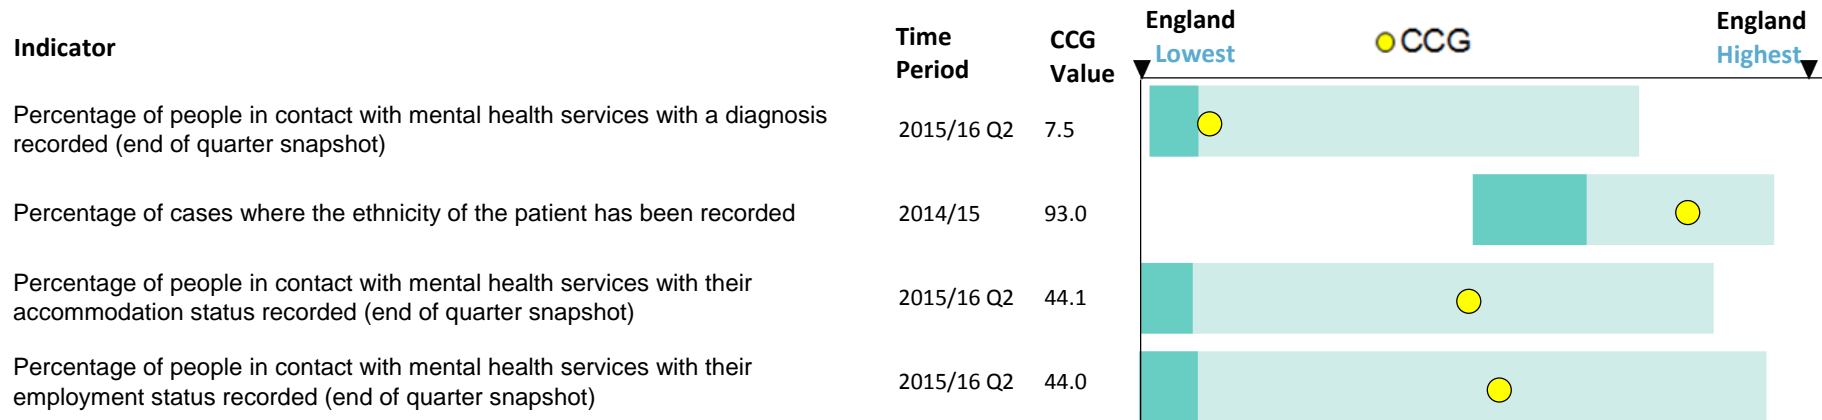 Indicator
Time
Period
CCG
Value
England
Lowest
CCG
England
Highest
Percentage of people in contact with mental health services with a diagnosis
recorded (end of quarter snapshot)
2015/16 Q2
7.5
Percentage of cases where the ethnicity of the patient has been recorded
2014/15
93.0
Percentage of people in contact with mental health services with their
accommodation status recorded (end of quarter snapshot)
2015/16 Q2
44.1
Percentage of people in contact with mental health services with their
employment status recorded (end of quarter snapshot)
2015/16 Q2
44.0